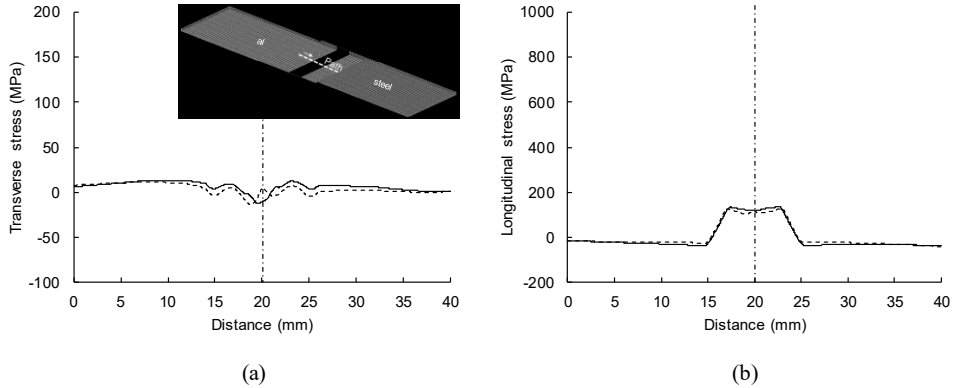 200
150
100
50
0
-50
-100
0 5 10 15 20 25 30 35 40
Transverse stress (MPa)
Distance (mm)
al
Path
steel
(a)
1000
800
600
400
200
0
-200
0 5 10 15 20 25 30 35 40
Longitudinal stress (MPa)
Distance (mm)
(b)